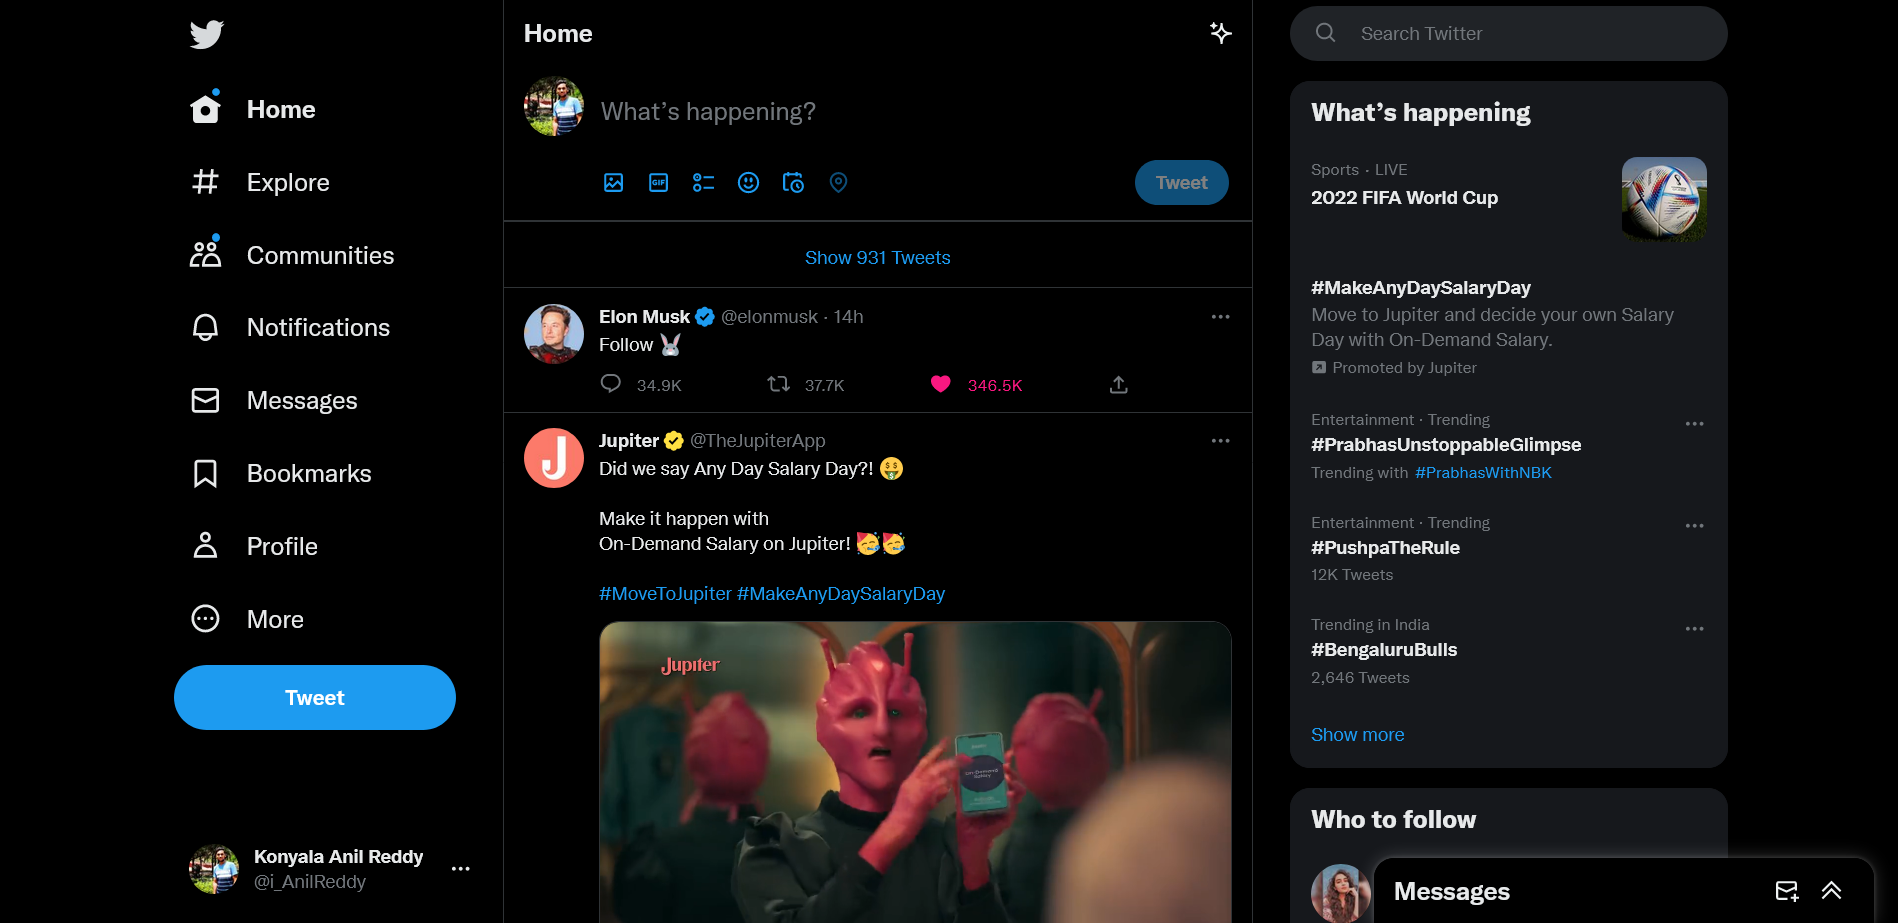 Home
Explore
Communities
Notifications
Messages
Bookmarks
Profile
More
Tweet
Konyala Anil Reddy
@i_AnilReddy
Home
What's happening?
GIF
Tweet
Show 931 Tweets
Elon Musk @elonmusk · 14h
Follow 🐰
34.9K 37.7K 346.5K
Jupiter @TheJupiterApp
Did we say Any Day Salary Day?! 🤑
Make it happen with
On-Demand Salary on Jupiter! 🥳🥳
#MoveToJupiter #MakeAnyDaySalaryDay
Jupiter
On-Demand
Salary
Search Twitter
What's happening
Sports · LIVE
2022 FIFA World Cup
#MakeAnyDaySalaryDay
Move to Jupiter and decide your own Salary
Day with On-Demand Salary.
Promoted by Jupiter
Entertainment · Trending
#PrabhasUnstoppableGlimpse
Trending with #PrabhasWithNBK
Entertainment · Trending
#PushpaTheRule
12K Tweets
Trending in India
#BengaluruBulls
2,646 Tweets
Show more
Who to follow
Messages